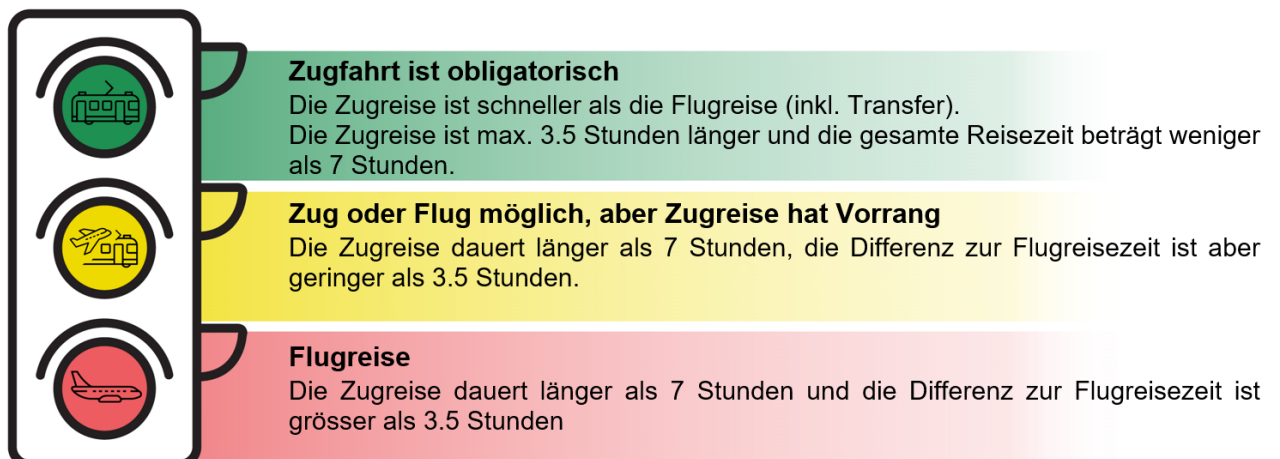 Zugfahrt ist obligatorisch
Die Zugreise ist schneller als die Flugreise (inkl. Transfer).
Die Zugreise ist max. 3.5 Stunden länger und die gesamte Reisezeit beträgt weniger
als 7 Stunden.
Zug oder Flug möglich, aber Zugreise hat Vorrang
Die Zugreise dauert länger als 7 Stunden, die Differenz zur Flugreisezeit ist aber
geringer als 3.5 Stunden.
Flugreise
Die Zugreise dauert länger als 7 Stunden und die Differenz zur Flugreisezeit ist
grösser als 3.5 Stunden